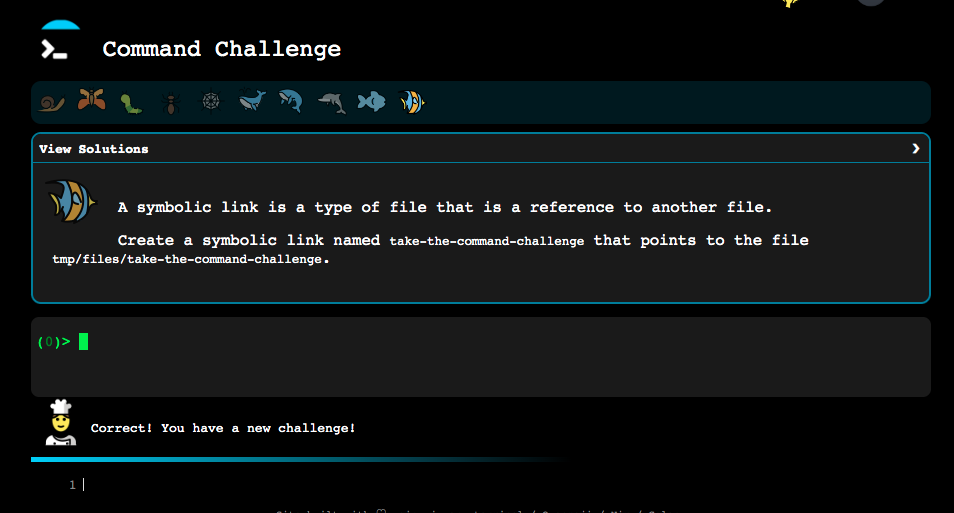 Command Challenge
View Solutions
A symbolic link is a type of file that is a reference to another file.
Create a symbolic link named take-the-command-challenge that points to the file
tmp/files/take-the-command-challenge.
(0)>
Correct! You have a new challenge!
1